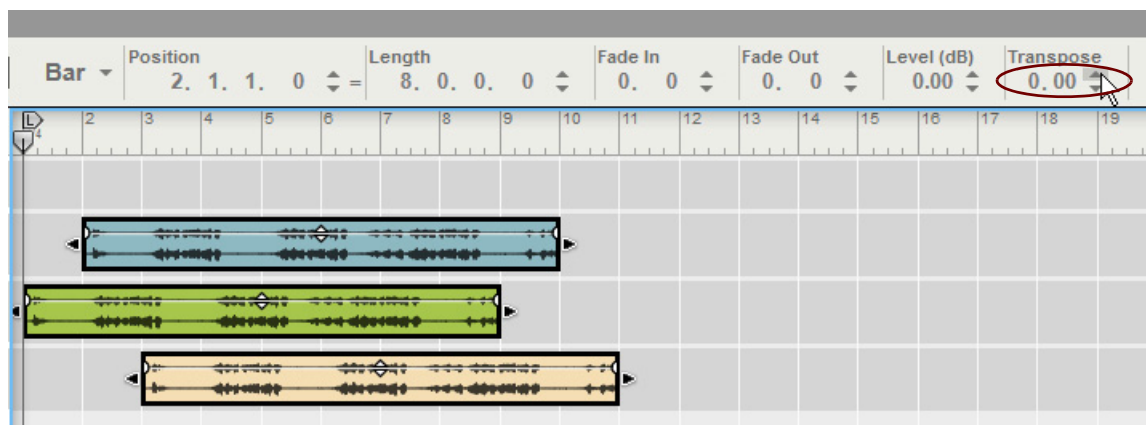 Bar
Position
2. 1. 1. 0 =
Length
8. 0. 0. 0
Fade In
0. 0
Fade Out
0. 0
Level (dB)
0.00
Transpose
0. 00
L 2 3 4 5 6 7 8 9 10 11 12 13 14 15 16 17 18 19
4